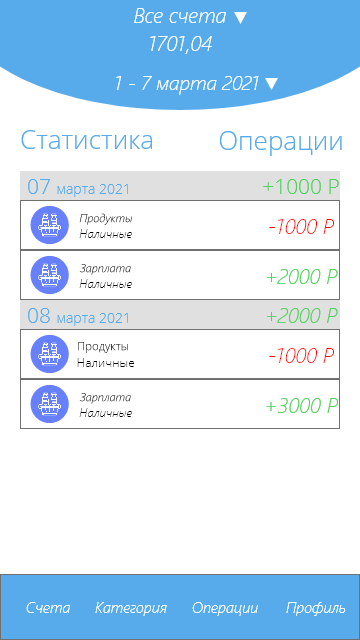 Все счета
1701,04
1 - 7 марта 2021
Статистика Операции
07 марта 2021 +1000 Р
Продукты
Наличные
-1000 Р
Зарплата
Наличные
+2000 Р
08 марта 2021 +2000 Р
Продукты
Наличные
-1000 Р
Зарплата
Наличные
+3000 Р
Счета Категория Операции Профиль